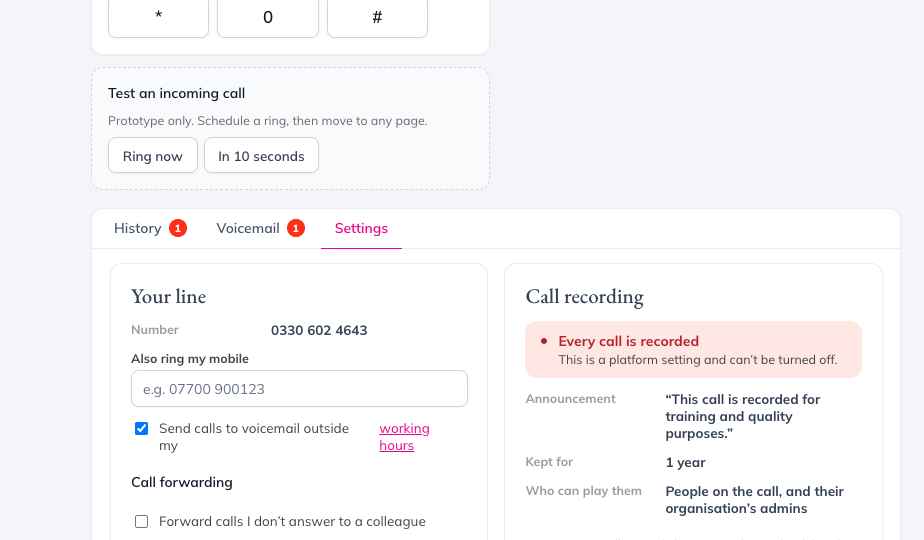 * 0 #
Test an incoming call
Prototype only. Schedule a ring, then move to any page.
Ring now In 10 seconds
History 1 Voicemail 1 Settings
Your line
Number 0330 602 4643
Also ring my mobile
e.g. 07700 900123
Send calls to voicemail outside my working hours
Call forwarding
Forward calls I don't answer to a colleague
Call recording
Every call is recorded
This is a platform setting and can't be turned off.
Announcement “This call is recorded for
training and quality
purposes.”
Kept for 1 year
Who can play them People on the call, and their
organisation's admins